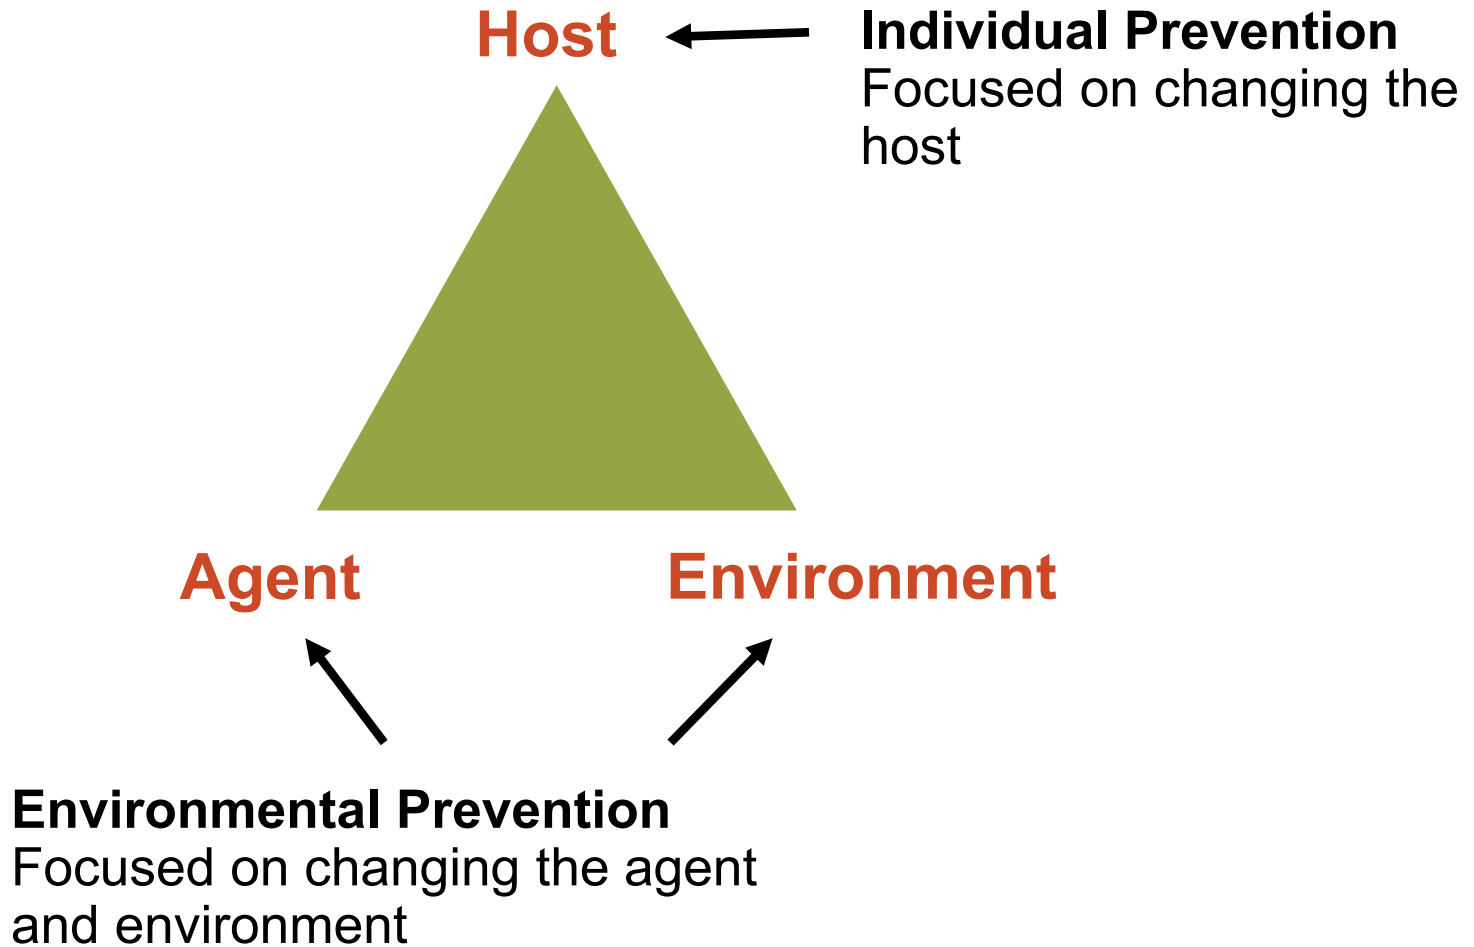 Host
Individual Prevention
Focused on changing the
host
Agent
Environment
Environmental Prevention
Focused on changing the agent
and environment